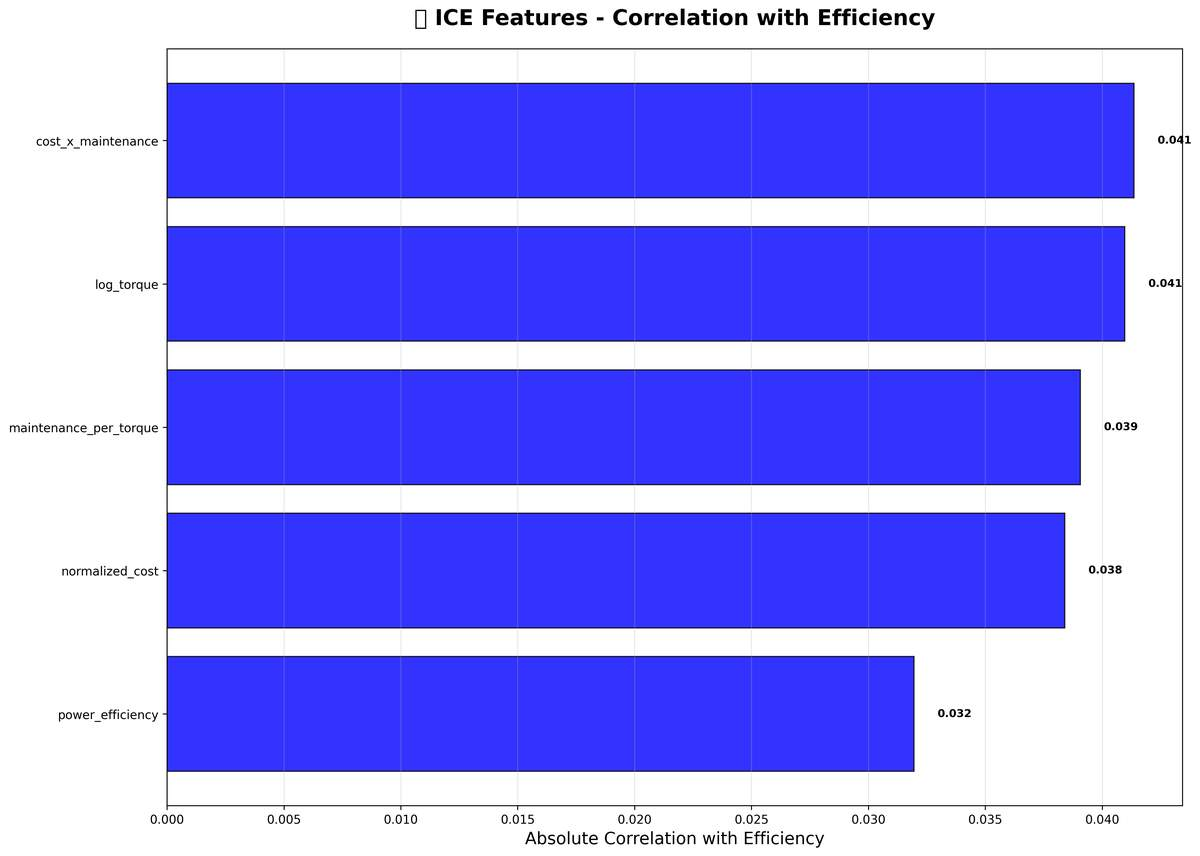 ICE Features - Correlation with Efficiency
cost_x_maintenance
0.041
log_torque
0.041
maintenance_per_torque
0.039
normalized_cost
0.038
power_efficiency
0.032
0.000 0.005 0.010 0.015 0.020 0.025 0.030 0.035 0.040
Absolute Correlation with Efficiency